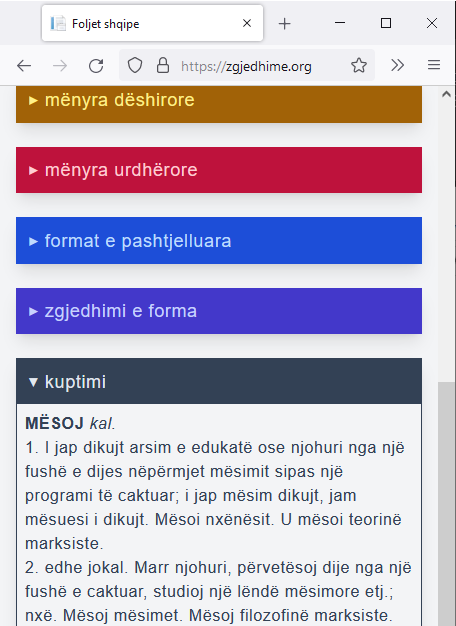 Foljet shqipe
https://zgjedhime.org
▸ mënyra dëshirore
▸ mënyra urdhërore
▸ format e pashtjelluara
▸ zgjedhimi e forma
▾ kuptimi
MËSOJ kal.
1. I jap dikujt arsim e edukatë ose njohuri nga një
fushë e dijes nëpërmjet mësimit sipas një
programi të caktuar; i jap mësim dikujt, jam
mësuesi i dikujt. Mësoi nxënësit. U mësoi teorinë
marksiste.
2. edhe jokal. Marr njohuri, përvetësoj dije nga një
fushë e caktuar, studioj një lëndë mësimore etj.;
nxë. Mësoj mësimet. Mësoj filozofinë marksiste.